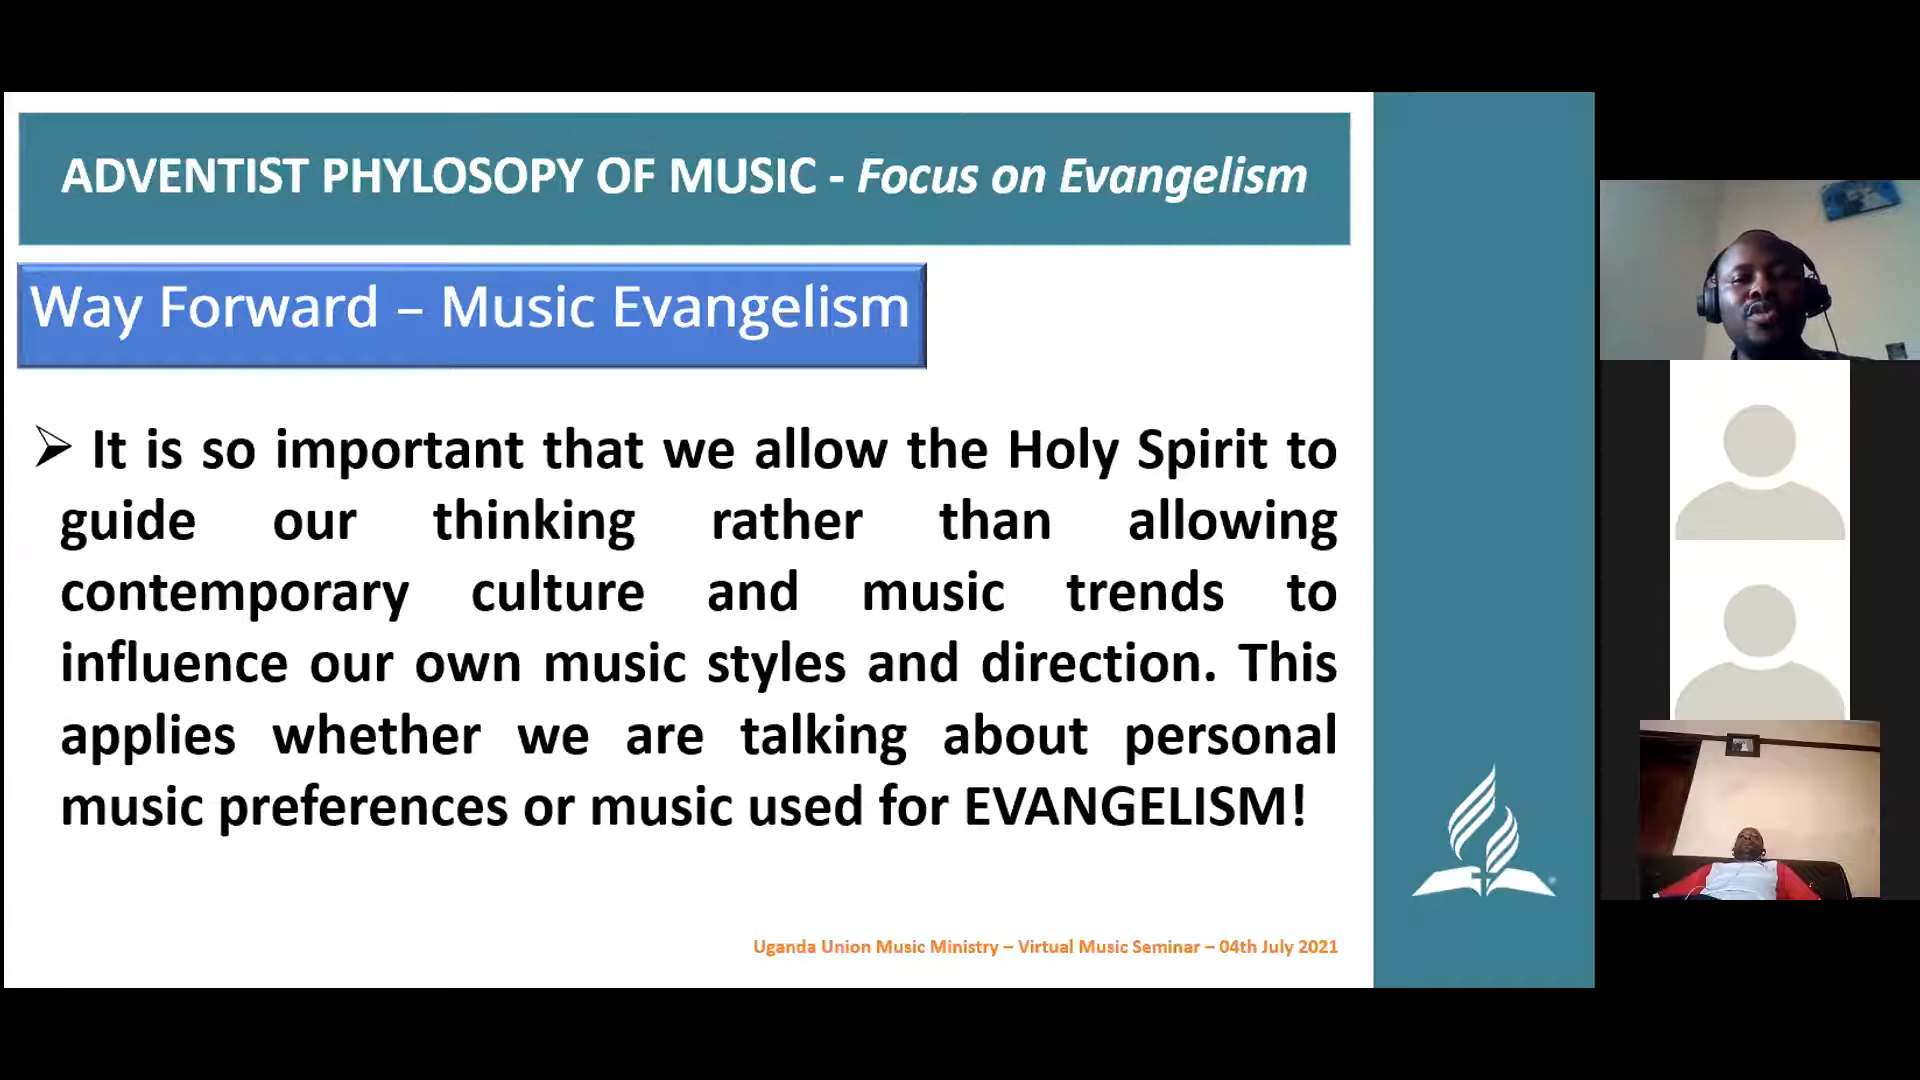 ADVENTIST PHYLOSOPY OF MUSIC - Focus on Evangelism
Way Forward – Music Evangelism
➢ It is so important that we allow the Holy Spirit to
guide our thinking rather than allowing
contemporary culture and music trends to
influence our own music styles and direction. This
applies whether we are talking about personal
music preferences or music used for EVANGELISM!
Uganda Union Music Ministry – Virtual Music Seminar – 04th July 2021